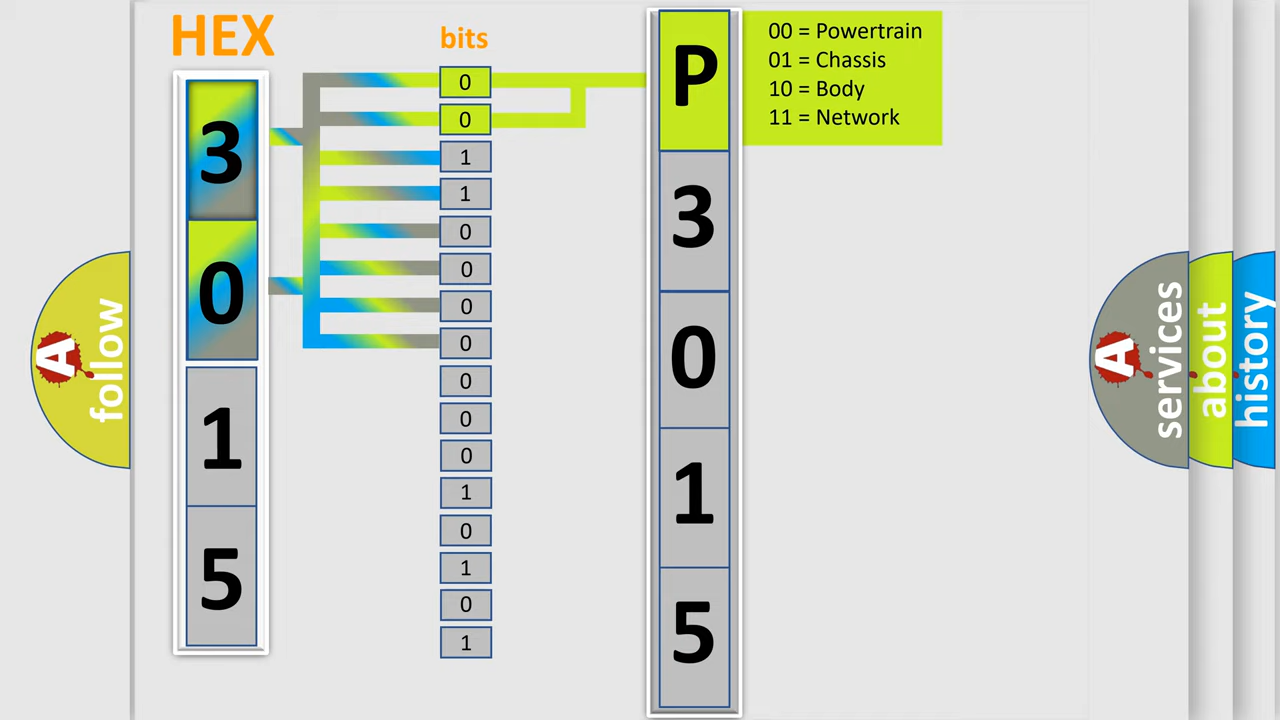 HEX
bits
3
0
1
5
0
0
1
1
0
0
0
0
0
0
0
1
0
1
0
1
P
3
0
1
5
00 = Powertrain
01 = Chassis
10 = Body
11 = Network
A
follow
A
services
about
history